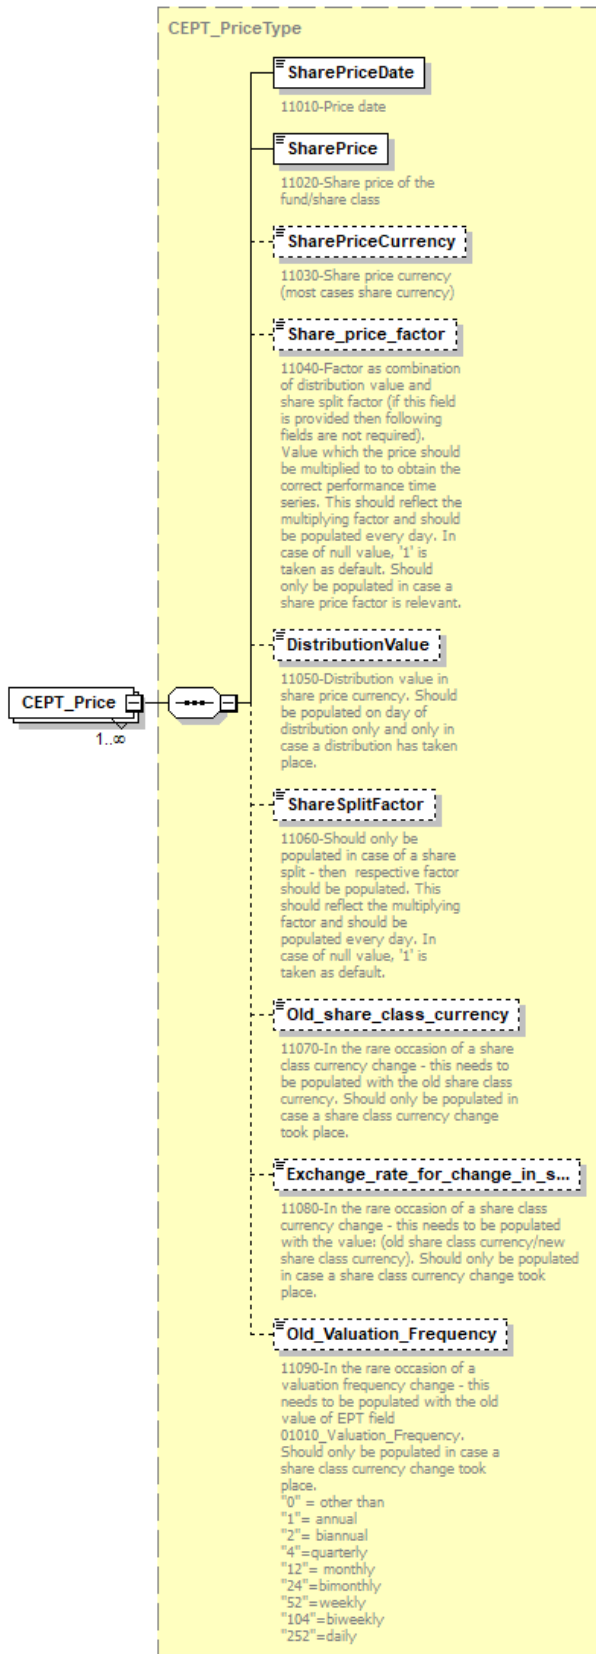 CEPT_PriceType
SharePriceDate
11010-Price date
SharePrice
11020-Share price of the
fund/share class
SharePriceCurrency
11030-Share price currency
(most cases share currency)
Share_price_factor
11040-Factor as combination
of distribution value and
share split factor (if this field
is provided then following
fields are not required).
Value which the price should
be multiplied to to obtain the
correct performance time
series. This should reflect the
multiplying factor and should
be populated every day. In
case of null value, '1' is
taken as default. Should
only be populated in case a
share price factor is relevant.
DistributionValue
11050-Distribution value in
share price currency. Should
be populated on day of
distribution only and only in
case a distribution has taken
place.
CEPT_Price
1..∞
ShareSplitFactor
11060-Should only be
populated in case of a share
split - then  respective factor
should be populated. This
should reflect the multiplying
factor and should be
populated every day. In
case of null value, '1' is
taken as default.
Old_share_class_currency
11070-In the rare occasion of a share
class currency change - this needs to
be populated with the old share class
currency. Should only be populated in
case a share class currency change
took place.
Exchange_rate_for_change_in_s...
11080-In the rare occasion of a share class
currency change - this needs to be populated
with the value: (old share class currency/new
share class currency). Should only be populated
in case a share class currency change took
place.
Old_Valuation_Frequency
11090-In the rare occasion of a
valuation frequency change - this
needs to be populated with the old
value of EPT field
01010_Valuation_Frequency.
Should only be populated in case a
share class currency change took
place.
"0" = other than
"1"= annual
"2"= biannual
"4"=quarterly
"12"= monthly
"24"=bimonthly
"52"=weekly
"104"=biweekly
"252"=daily